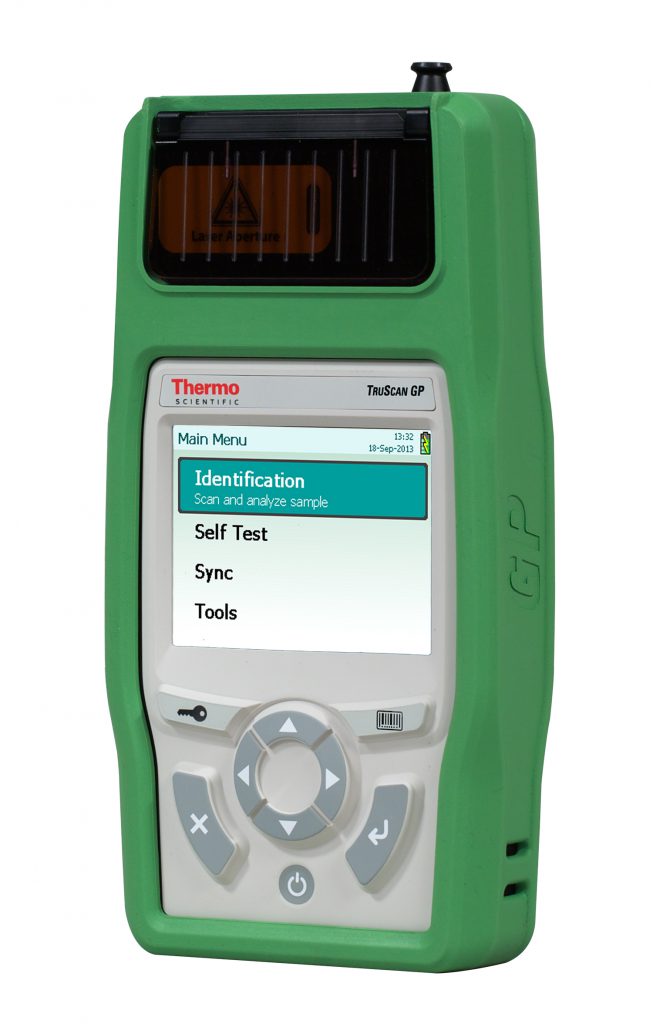 Laser Aperture
Thermo
SCIENTIFIC
TRUSCAN GP
Main Menu
13:32
18-Sep-2013
Identification
Scan and analyze sample
Self Test
Sync
Tools
GP